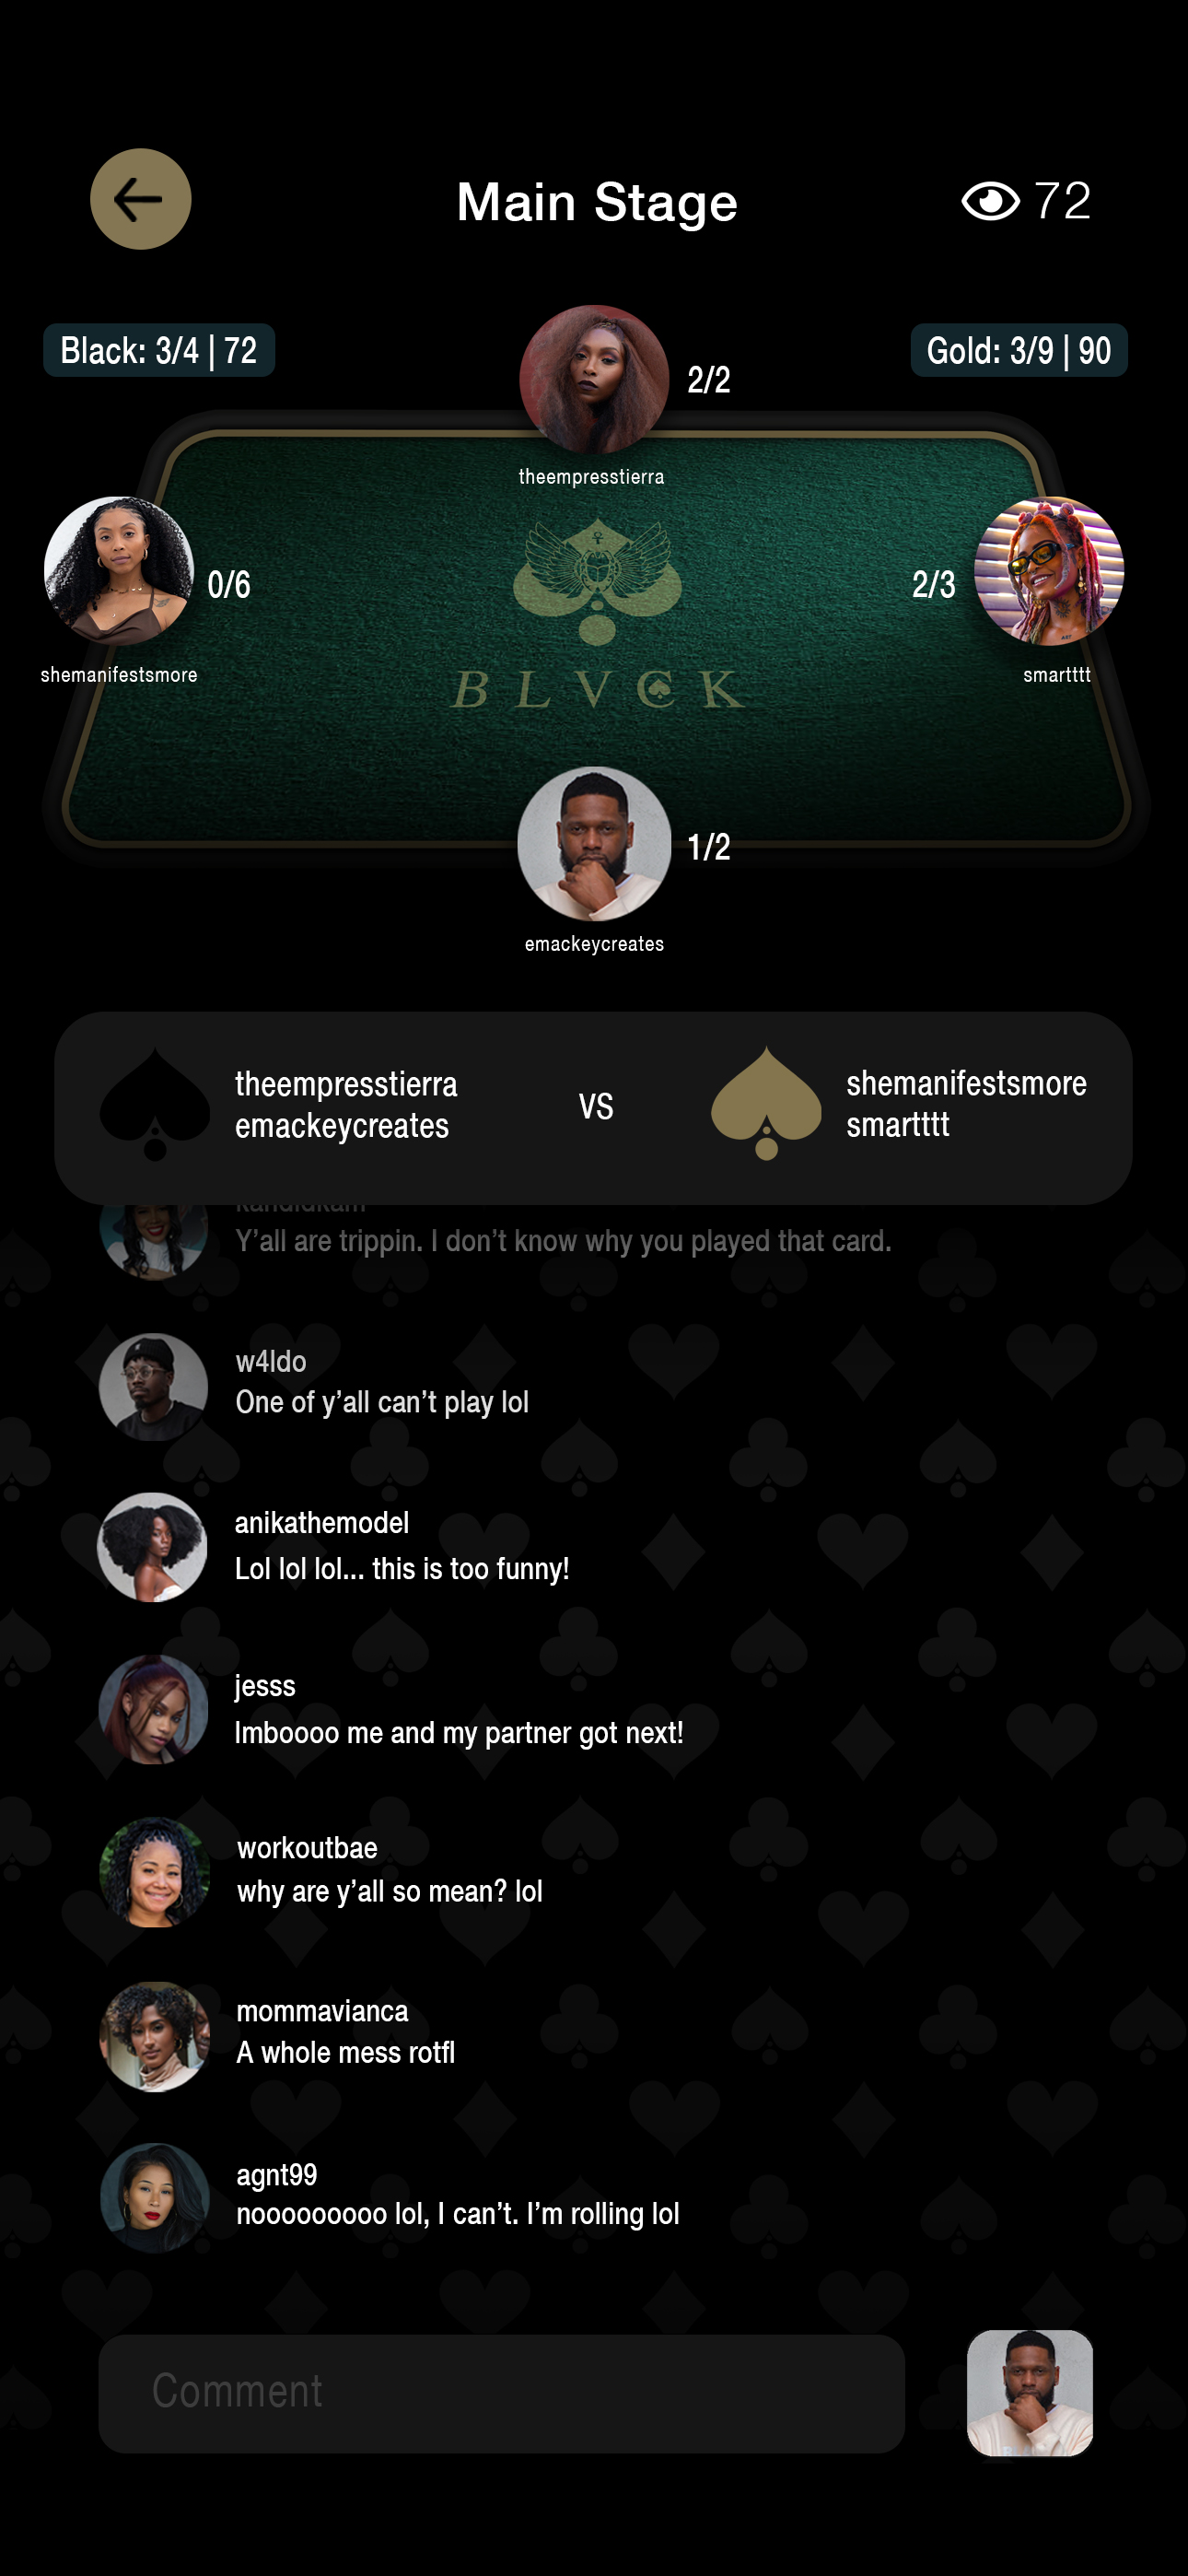 Main Stage
72
Black: 3/4 | 72
Gold: 3/9 | 90
2/2
theempresstierra
0/6
2/3
shemanifestsmore
smartttt
BLVCK
1/2
emackeycreates
theempresstierra
emackeycreates
VS
shemanifestsmore
smartttt
Y’all are trippin. I don’t know why you played that card.
w4ldo
One of y’all can’t play lol
anikathemodel
Lol lol lol... this is too funny!
jesss
lmboooo me and my partner got next!
workoutbae
why are y’all so mean? lol
mommavianca
A whole mess rotfl
agnt99
nooooooooo lol, I can’t. I’m rolling lol
Comment